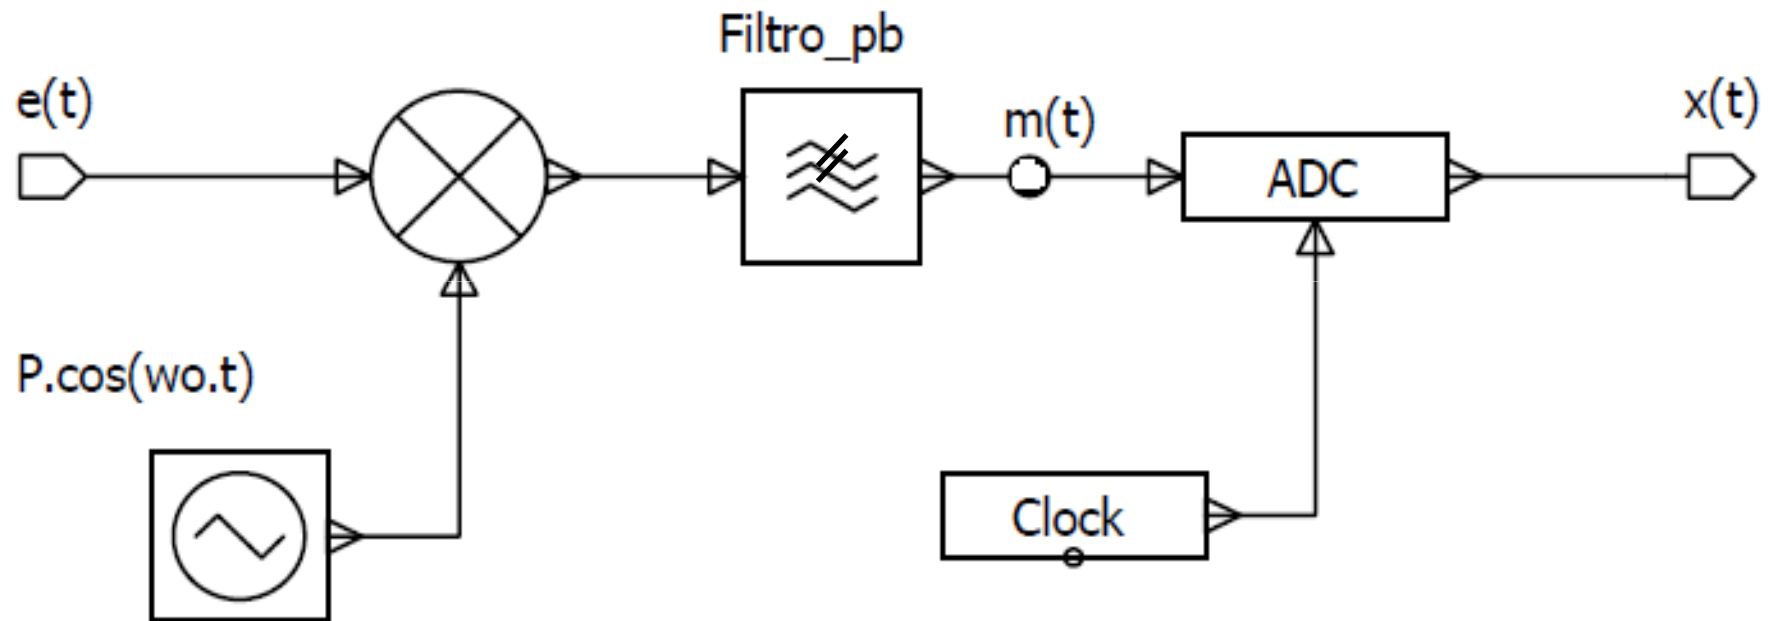 Filtro_pb
e(t)
m(t)
x(t)
ADC
P.cos(wo.t)
Clock